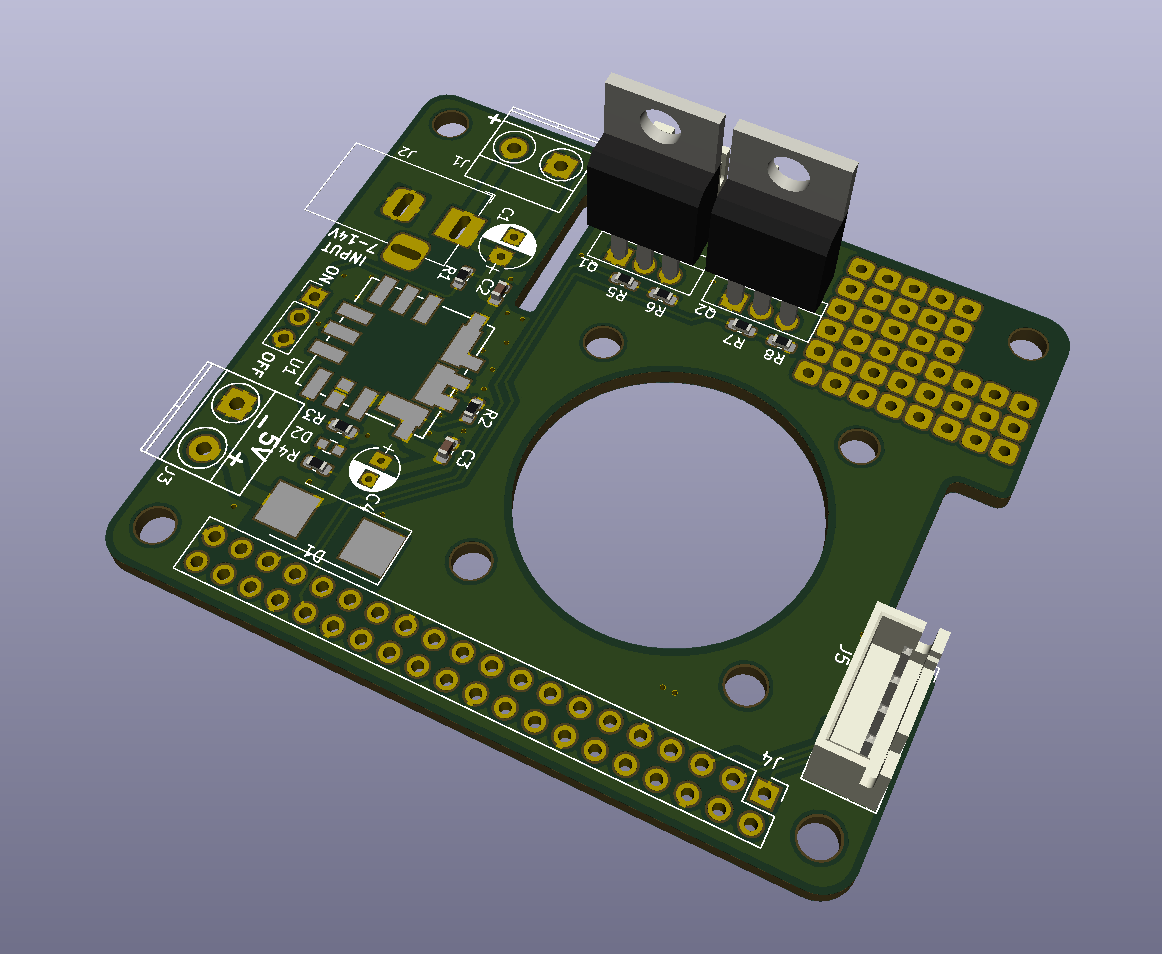 +
J1
J2
C1
+
INPUT
7-14V
R1
C2
ON
OFF
U1
Q1
R5
R6
Q2
R7
R8
R2
R3
D2
R4
C3
+
C4
- 5V
+
J3
D1
J5
J4